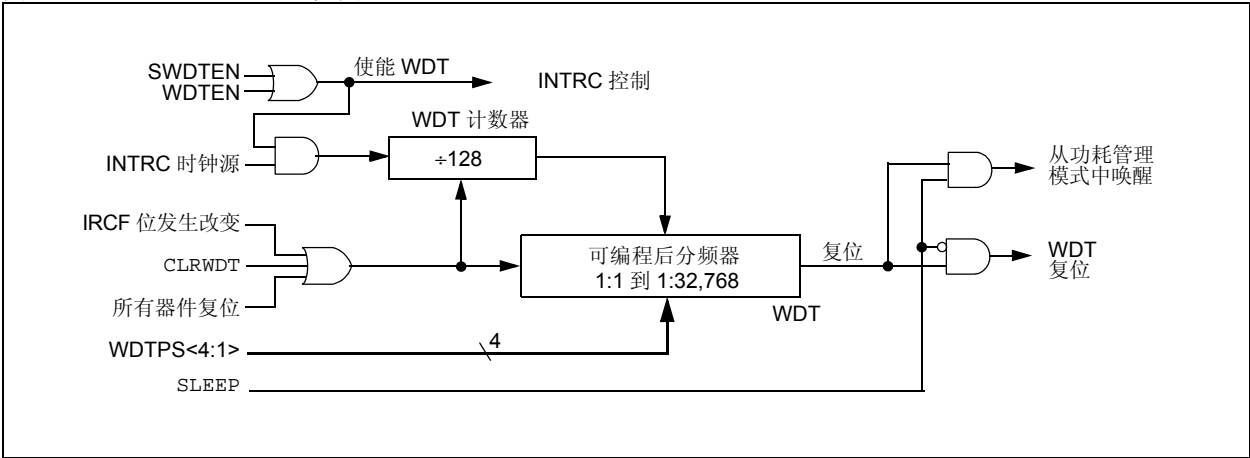 SWDTEN
WDTEN
使能 WDT
INTRC 控制
WDT 计数器
INTRC 时钟源
÷128
从功耗管理
模式中唤醒
IRCF 位发生改变
CLRWDT
所有器件复位
可编程后分频器
1:1 到 1:32,768
复位
WDT
WDT
复位
WDTPS<4:1>
4
SLEEP